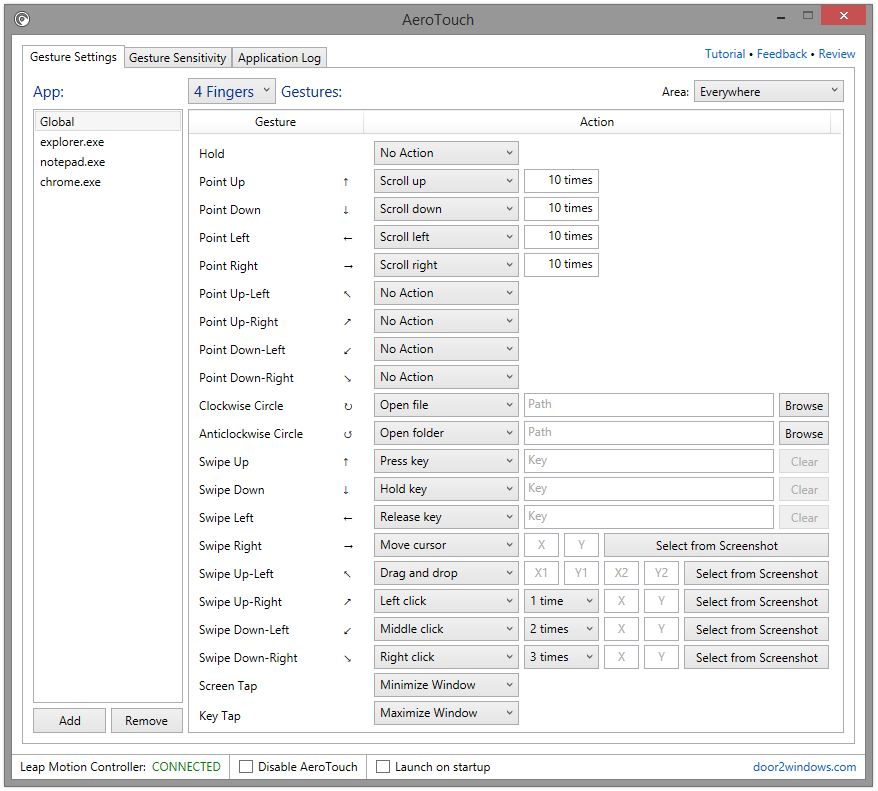 AeroTouch
Gesture Settings Gesture Sensitivity Application Log
Tutorial • Feedback • Review
App: 4 Fingers Gestures: Area: Everywhere
Global
explorer.exe
notepad.exe
chrome.exe
Add Remove
Gesture Action
Hold No Action
Point Up ↑ Scroll up 10 times
Point Down ↓ Scroll down 10 times
Point Left ← Scroll left 10 times
Point Right → Scroll right 10 times
Point Up-Left ↖ No Action
Point Up-Right ↗ No Action
Point Down-Left ↙ No Action
Point Down-Right ↘ No Action
Clockwise Circle ↻ Open file Path Browse
Anticlockwise Circle ↺ Open folder Path Browse
Swipe Up ↑ Press key Key Clear
Swipe Down ↓ Hold key Key Clear
Swipe Left ← Release key Key Clear
Swipe Right → Move cursor X Y Select from Screenshot
Swipe Up-Left ↖ Drag and drop X1 Y1 X2 Y2 Select from Screenshot
Swipe Up-Right ↗ Left click 1 time X Y Select from Screenshot
Swipe Down-Left ↙ Middle click 2 times X Y Select from Screenshot
Swipe Down-Right ↘ Right click 3 times X Y Select from Screenshot
Screen Tap Minimize Window
Key Tap Maximize Window
Leap Motion Controller: CONNECTED Disable AeroTouch Launch on startup door2windows.com